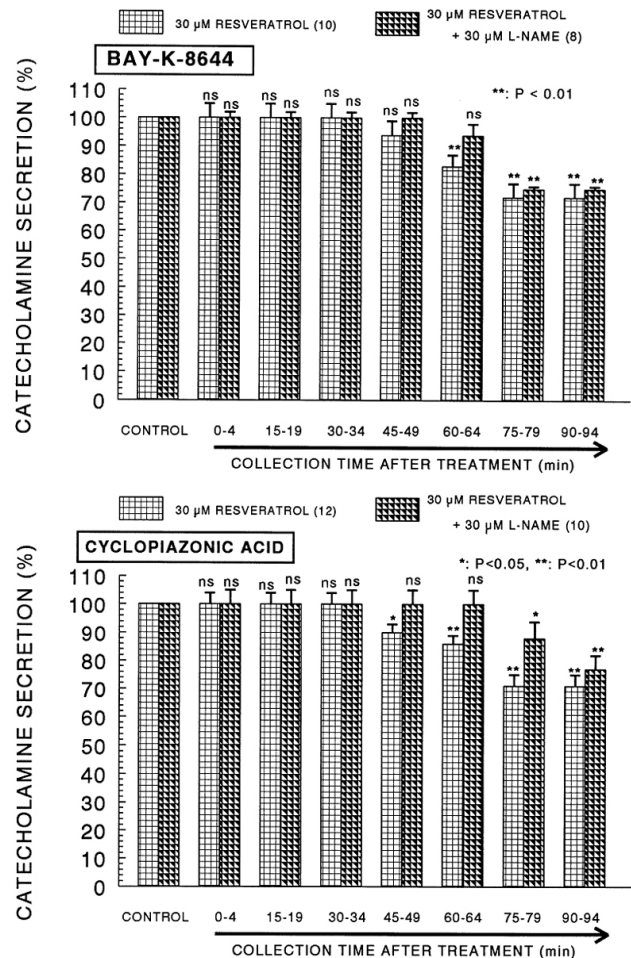 30 µM RESVERATROL (10)
30 µM RESVERATROL
+ 30 µM L-NAME (8)
BAY-K-8644
**: P < 0.01
CATECHOLAMINE SECRETION (%)
110
100
90
80
70
60
50
40
30
20
10
0
ns ns ns ns ns ns ns ns ** ns ** ** ** **
CONTROL 0-4 15-19 30-34 45-49 60-64 75-79 90-94
COLLECTION TIME AFTER TREATMENT (min)
30 µM RESVERATROL (12)
30 µM RESVERATROL
+ 30 µM L-NAME (10)
CYCLOPIAZONIC ACID
*: P<0.05, **: P<0.01
CATECHOLAMINE SECRETION (%)
110
100
90
80
70
60
50
40
30
20
10
0
ns ns ns ns ns ns * ns ** ns ** * ** **
CONTROL 0-4 15-19 30-34 45-49 60-64 75-79 90-94
COLLECTION TIME AFTER TREATMENT (min)